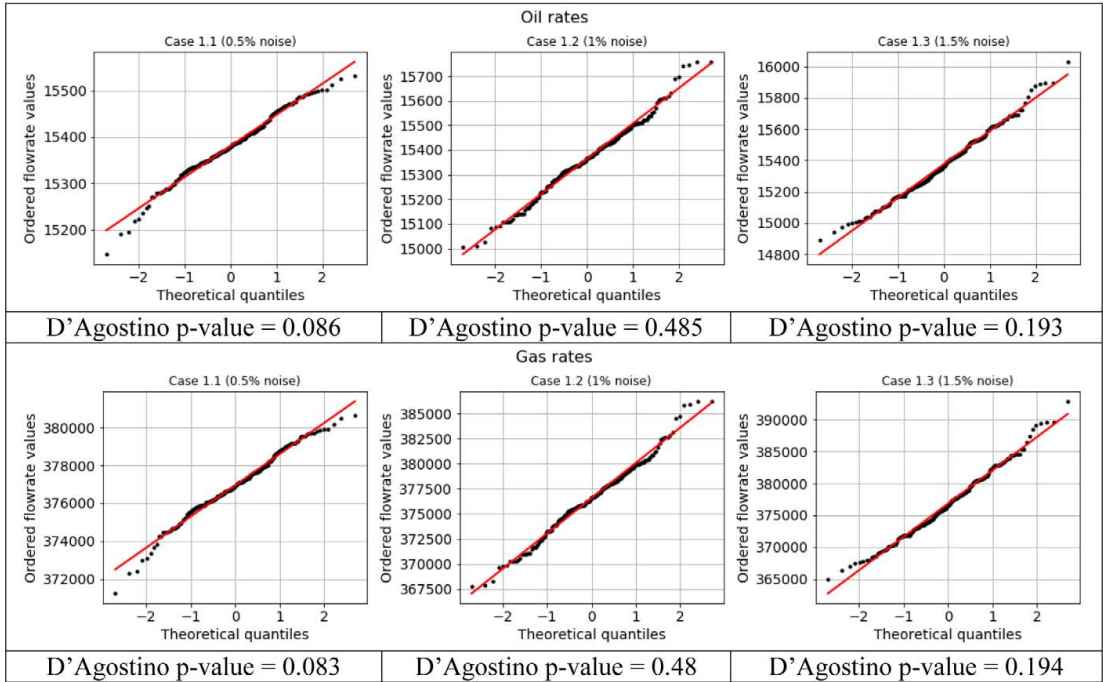 Oil rates
Case 1.1 (0.5% noise)
Ordered flowrate values
15500
15400
15300
15200
−2 −1 0 1 2
Theoretical quantiles
Case 1.2 (1% noise)
Ordered flowrate values
15700
15600
15500
15400
15300
15200
15100
15000
−2 −1 0 1 2
Theoretical quantiles
Case 1.3 (1.5% noise)
Ordered flowrate values
16000
15800
15600
15400
15200
15000
14800
−2 −1 0 1 2
Theoretical quantiles
D’Agostino p-value = 0.086
D’Agostino p-value = 0.485
D’Agostino p-value = 0.193
Gas rates
Case 1.1 (0.5% noise)
Ordered flowrate values
380000
378000
376000
374000
372000
−2 −1 0 1 2
Theoretical quantiles
Case 1.2 (1% noise)
Ordered flowrate values
385000
382500
380000
377500
375000
372500
370000
367500
−2 −1 0 1 2
Theoretical quantiles
Case 1.3 (1.5% noise)
Ordered flowrate values
390000
385000
380000
375000
370000
365000
−2 −1 0 1 2
Theoretical quantiles
D’Agostino p-value = 0.083
D’Agostino p-value = 0.48
D’Agostino p-value = 0.194